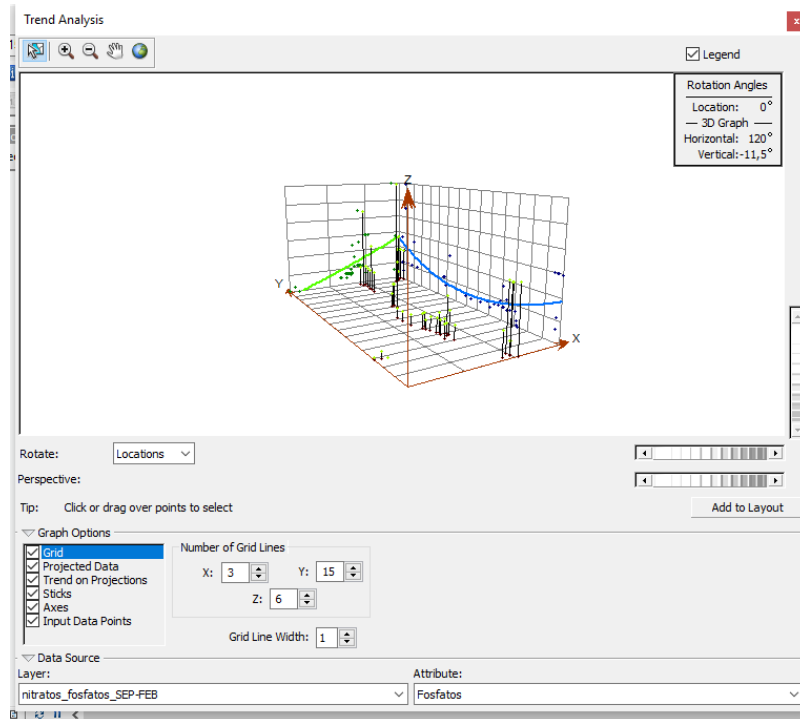 Trend Analysis
x
Legend
Rotation Angles
Location: 0°
3D Graph
Horizontal: 120°
Vertical:-11,5°
Z
Y
X
Rotate: Locations
Perspective:
Tip: Click or drag over points to select
Add to Layout
Graph Options
Grid
Projected Data
Trend on Projections
Sticks
Axes
Input Data Points
Number of Grid Lines
X: 3 Y: 15
Z: 6
Grid Line Width: 1
Data Source
Layer: Attribute:
nitratos_fosfatos_SEP-FEB Fosfatos